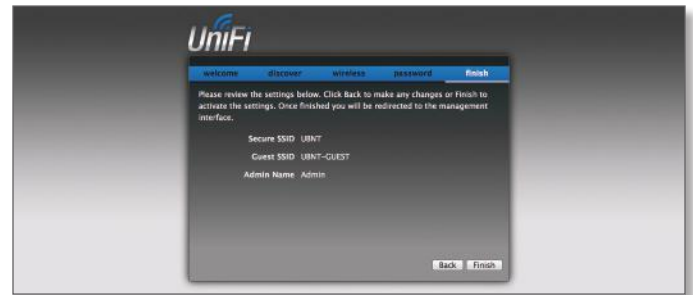 UniFi
welcome discover wireless password finish
Please review the settings below. Click Back to make any changes or Finish to
activate the settings. Once finished you will be redirected to the management
interface.
Secure SSID UBNT
Guest SSID UBNT-GUEST
Admin Name Admin
Back Finish